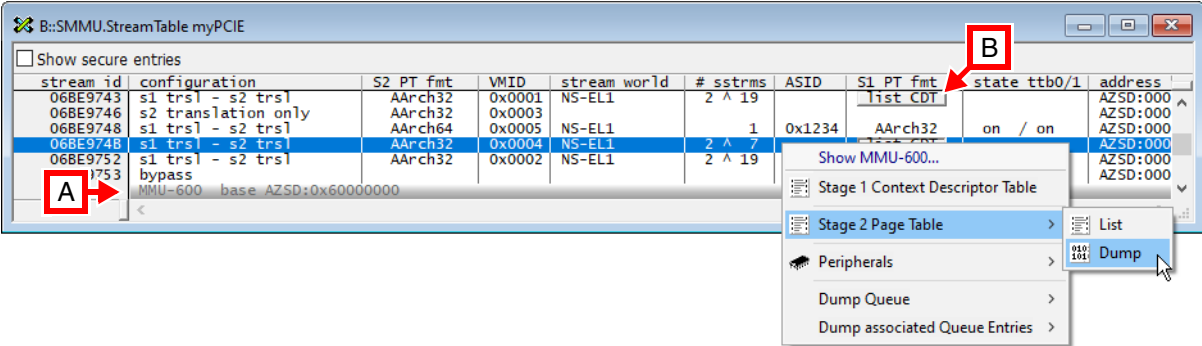 B::SMMU.StreamTable myPCIE
B
Show secure entries
stream id configuration S2 PT fmt VMID stream world # sstrms ASID S1 PT fmt state ttb0/1 address
06BE9743 s1 trsl - s2 trsl AArch32 0x0001 NS-EL1 2 ^ 19 list CDT AZSD:000
06BE9746 s2 translation only AArch32 0x0003 AZSD:000
06BE9748 s1 trsl - s2 trsl AArch64 0x0005 NS-EL1 1 0x1234 AArch32 on / on AZSD:000
06BE974B s1 trsl - s2 trsl AArch32 0x0004 NS-EL1 2 ^ 7 list CDT AZSD:000
06BE9752 s1 trsl - s2 trsl AArch32 0x0002 NS-EL1 2 ^ 19 AZSD:000
9753 bypass AZSD:000
A MMU-600 base AZSD:0x60000000
Show MMU-600...
Stage 1 Context Descriptor Table
Stage 2 Page Table
List
Dump
Peripherals
Dump Queue
Dump associated Queue Entries